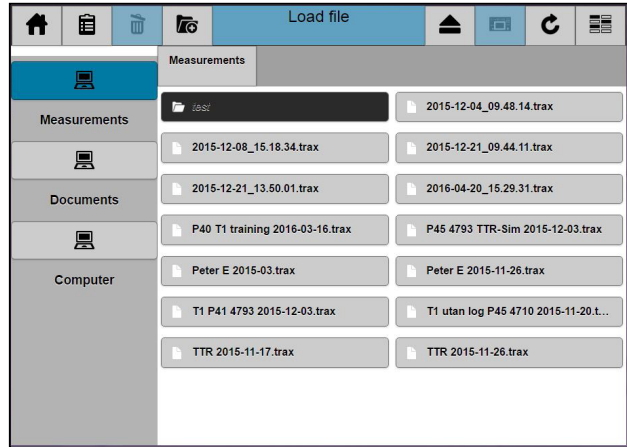 Load file
Measurements
Measurements
Documents
Computer
test
2015-12-04_09.48.14.trax
2015-12-08_15.18.34.trax
2015-12-21_09.44.11.trax
2015-12-21_13.50.01.trax
2016-04-20_15.29.31.trax
P40 T1 training 2016-03-16.trax
P45 4793 TTR-Sim 2015-12-03.trax
Peter E 2015-03.trax
Peter E 2015-11-26.trax
T1 P41 4793 2015-12-03.trax
T1 utan log P45 4710 2015-11-20.t...
TTR 2015-11-17.trax
TTR 2015-11-26.trax